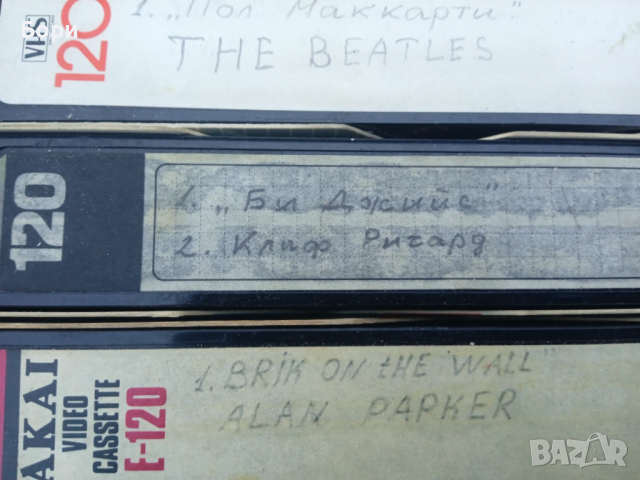 Бори
VHS
120
1. „Пол Маккарти"
THE BEATLES
120
1. „Би Джийс"
2. Клиф Ричард
AKAI
VIDEO
CASSETTE
E-120
1. BRIK ON tHE WALL"
ALAN PARKER
BAZAR